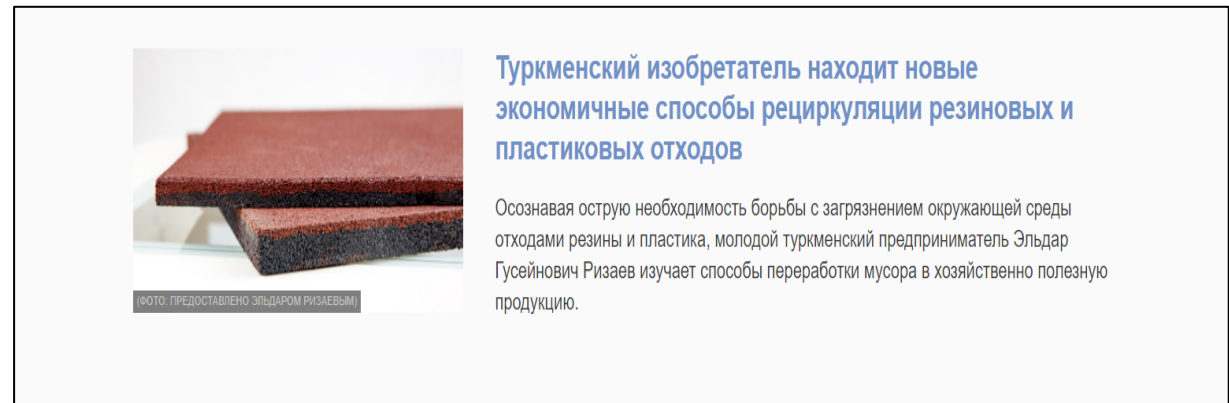 Туркменский изобретатель находит новые
экономичные способы рециркуляции резиновых и
пластиковых отходов
Осознавая острую необходимость борьбы с загрязнением окружающей среды
отходами резины и пластика, молодой туркменский предприниматель Эльдар
Гусейнович Ризаев изучает способы переработки мусора в хозяйственно полезную
продукцию.
(ФОТО: ПРЕДОСТАВЛЕНО ЭЛЬДАРОМ РИЗАЕВЫМ)